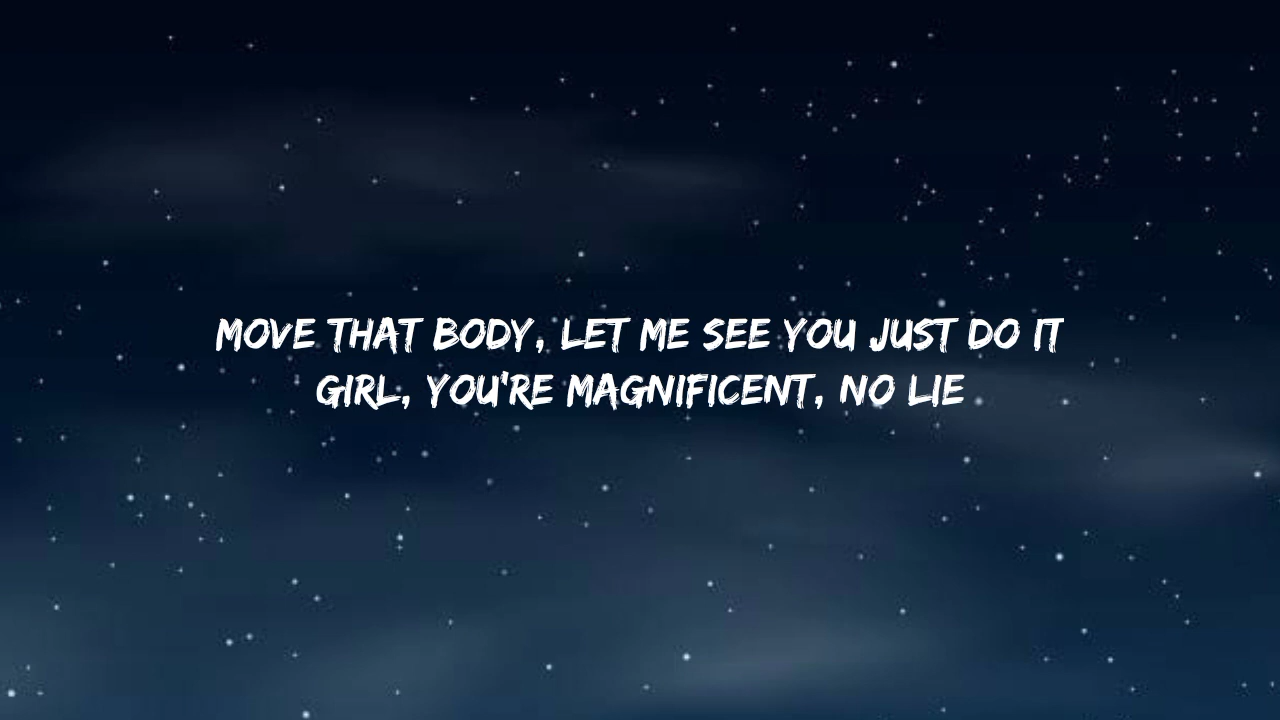 MOVE THAT BODY, LET ME SEE YOU JUST DO IT
GIRL, YOU'RE MAGNIFICENT, NO LIE